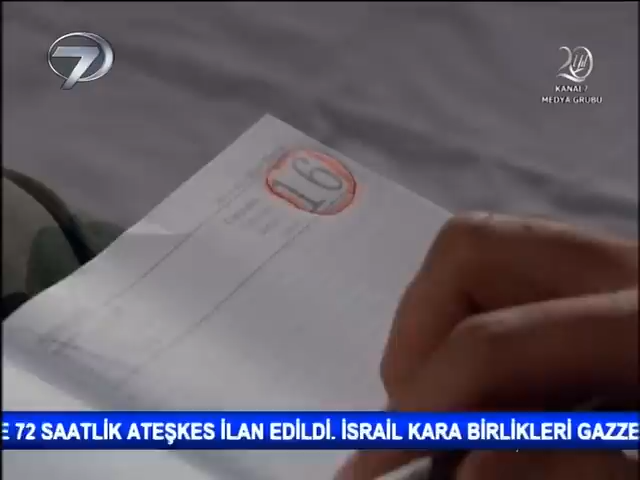 7
20 Yıl
KANAL 7
MEDYA GRUBU
16
E 72 SAATLİK ATEŞKES İLAN EDİLDİ. İSRAİL KARA BİRLİKLERİ GAZZE